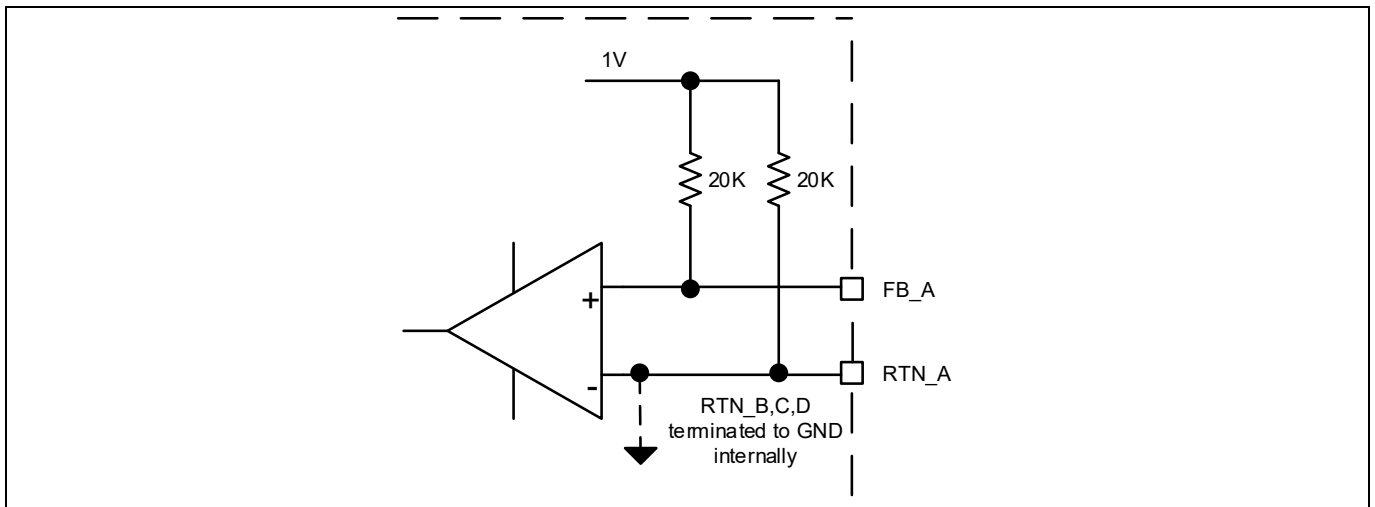 1V
20K
20K
+
FB_A
-
RTN_A
RTN_B,C,D
terminated to GND
internally